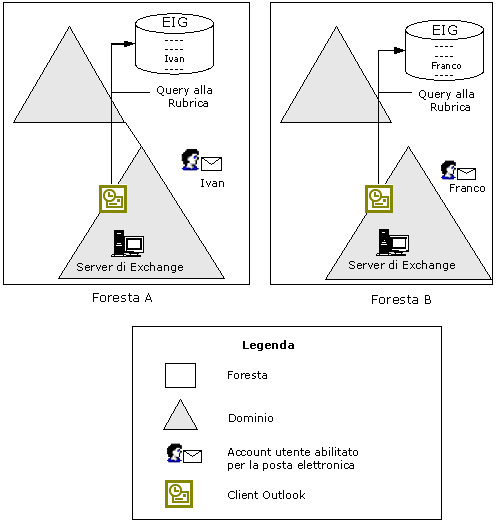 EIG
Ivan
Query alla
Rubrica
Ivan
Server di Exchange
Foresta A
EIG
Franco
Query alla
Rubrica
Franco
Server di Exchange
Foresta B
Legenda
Foresta
Dominio
Account utente abilitato
per la posta elettronica
Client Outlook